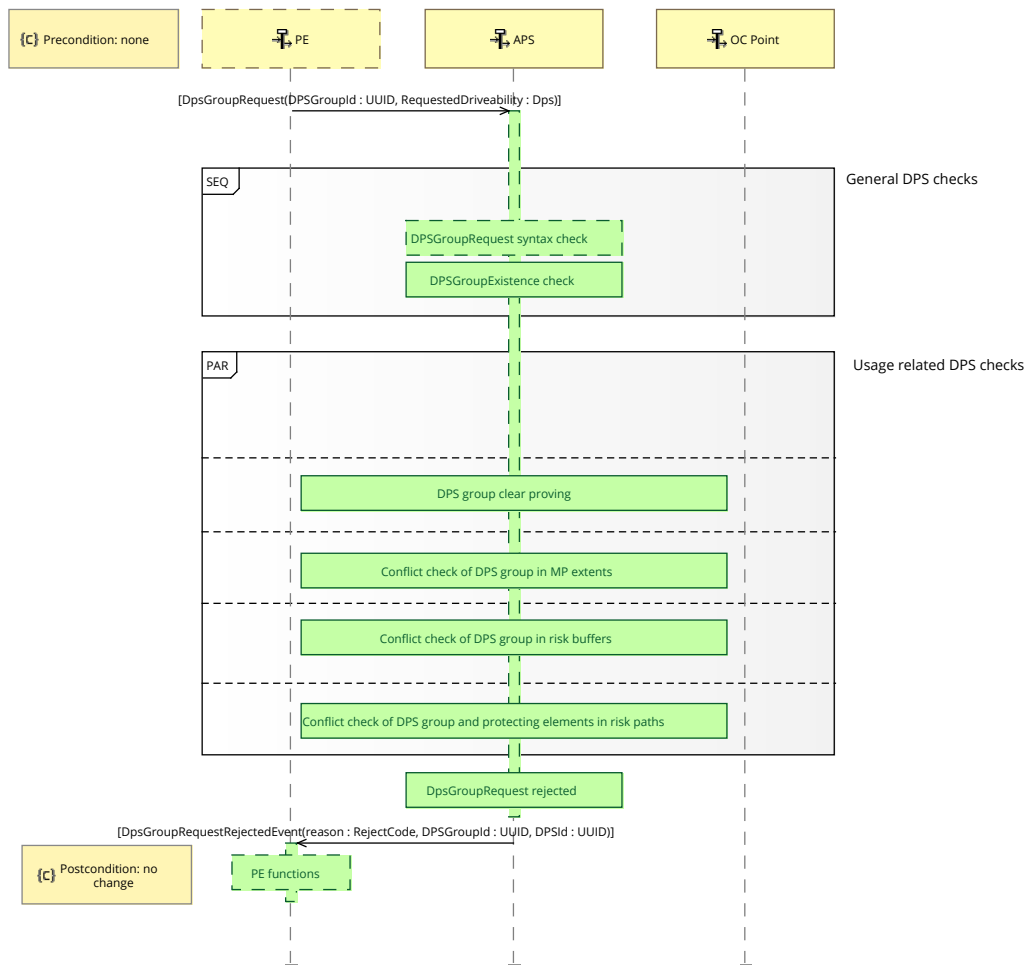 {C} Precondition: none
PE
APS
OC Point
[DpsGroupRequest(DPSGroupId : UUID, RequestedDriveability : Dps)]
SEQ
General DPS checks
DPSGroupRequest syntax check
DPSGroupExistence check
PAR
Usage related DPS checks
DPS group clear proving
Conflict check of DPS group in MP extents
Conflict check of DPS group in risk buffers
Conflict check of DPS group and protecting elements in risk paths
DpsGroupRequest rejected
[DpsGroupRequestRejectedEvent(reason : RejectCode, DPSGroupId : UUID, DPSId : UUID)]
{C} Postcondition: no
change
PE functions